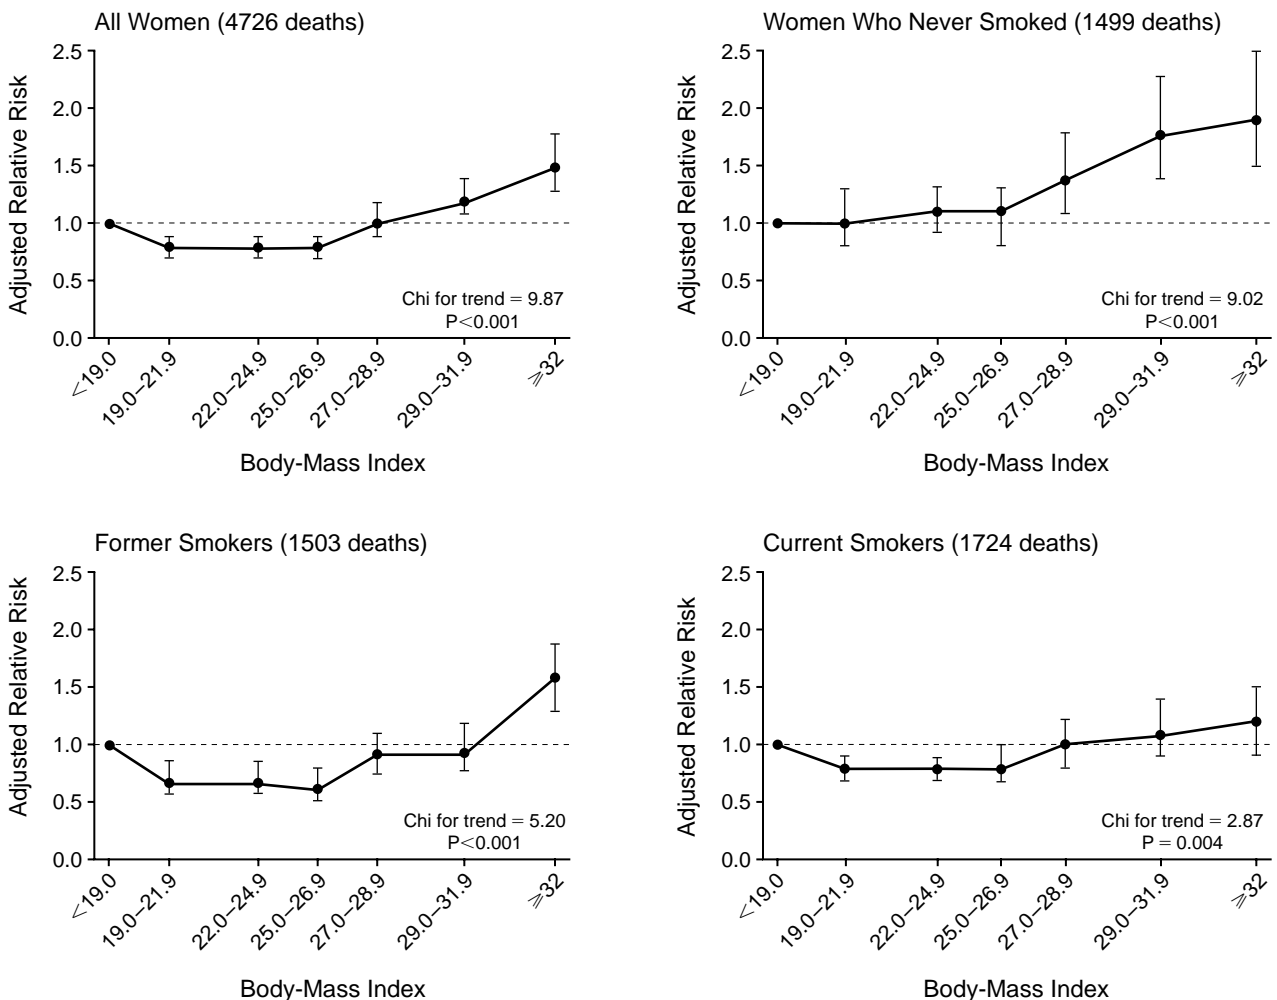 All Women (4726 deaths)
Adjusted Relative Risk
2.5
2.0
1.5
1.0
0.5
0.0
Chi for trend = 9.87
P<0.001
<19.0
19.0–21.9
22.0–24.9
25.0–26.9
27.0–28.9
29.0–31.9
⩾32
Body-Mass Index
Women Who Never Smoked (1499 deaths)
Adjusted Relative Risk
2.5
2.0
1.5
1.0
0.5
0.0
Chi for trend = 9.02
P<0.001
<19.0
19.0–21.9
22.0–24.9
25.0–26.9
27.0–28.9
29.0–31.9
⩾32
Body-Mass Index
Former Smokers (1503 deaths)
Adjusted Relative Risk
2.5
2.0
1.5
1.0
0.5
0.0
Chi for trend = 5.20
P<0.001
<19.0
19.0–21.9
22.0–24.9
25.0–26.9
27.0–28.9
29.0–31.9
⩾32
Body-Mass Index
Current Smokers (1724 deaths)
Adjusted Relative Risk
2.5
2.0
1.5
1.0
0.5
0.0
Chi for trend = 2.87
P = 0.004
<19.0
19.0–21.9
22.0–24.9
25.0–26.9
27.0–28.9
29.0–31.9
⩾32
Body-Mass Index